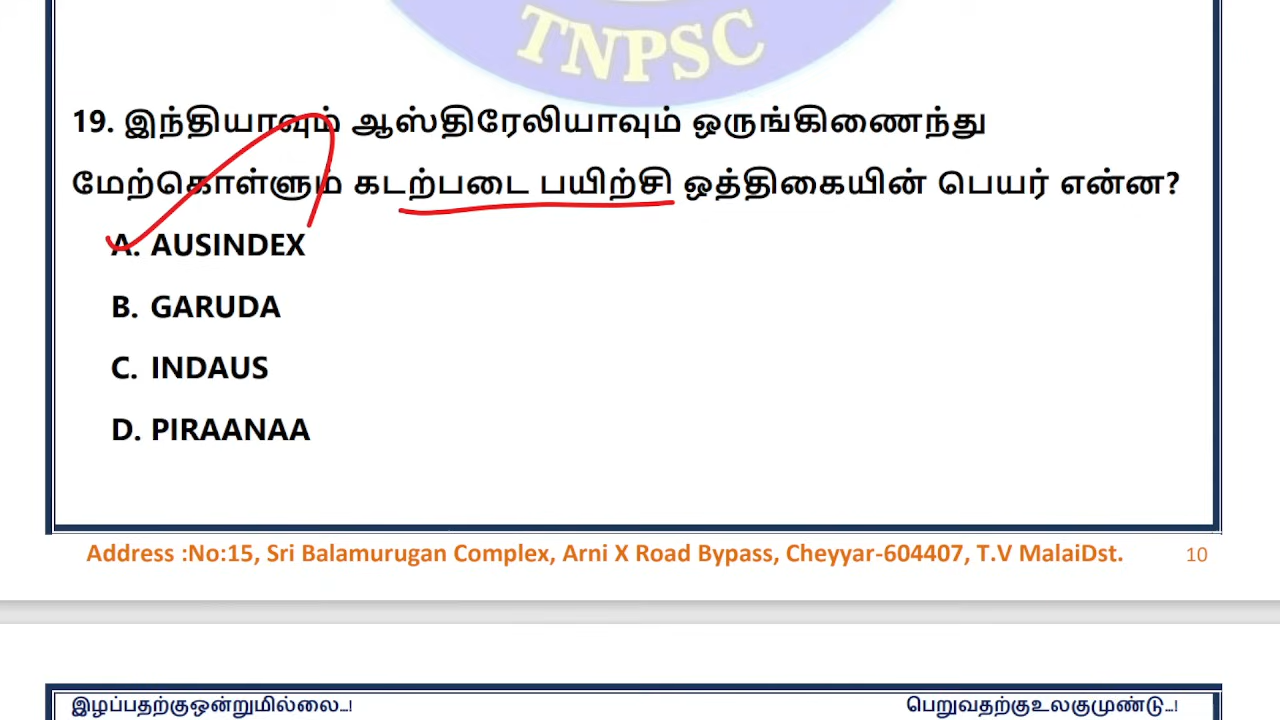 TNPSC
19. இந்தியாவும் ஆஸ்திரேலியாவும் ஒருங்கிணைந்து
மேற்கொள்ளும் கடற்படை பயிற்சி ஒத்திகையின் பெயர் என்ன?
A. AUSINDEX
B. GARUDA
C. INDAUS
D. PIRAANAA
Address :No:15, Sri Balamurugan Complex, Arni X Road Bypass, Cheyyar-604407, T.V MalaiDst. 10
இழப்பதற்குஒன்றுமில்லை...! பெறுவதற்குஉலகுமுண்டு...!